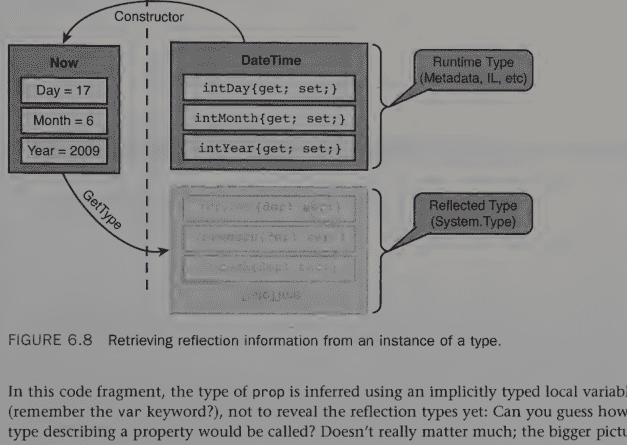 Constructor
Now
Day = 17
Month = 6
Year = 2009
DateTime
intDay{get; set;}
intMonth{get; set;}
intYear{get; set;}
Runtime Type
(Metadata, IL, etc)
GetType
Reflected Type
(System.Type)
FIGURE 6.8 Retrieving reflection information from an instance of a type.
In this code fragment, the type of prop is inferred using an implicitly typed local variabl
(remember the var keyword?), not to reveal the reflection types yet: Can you guess how
type describing a property would be called? Doesn't really matter much; the bigger pictu